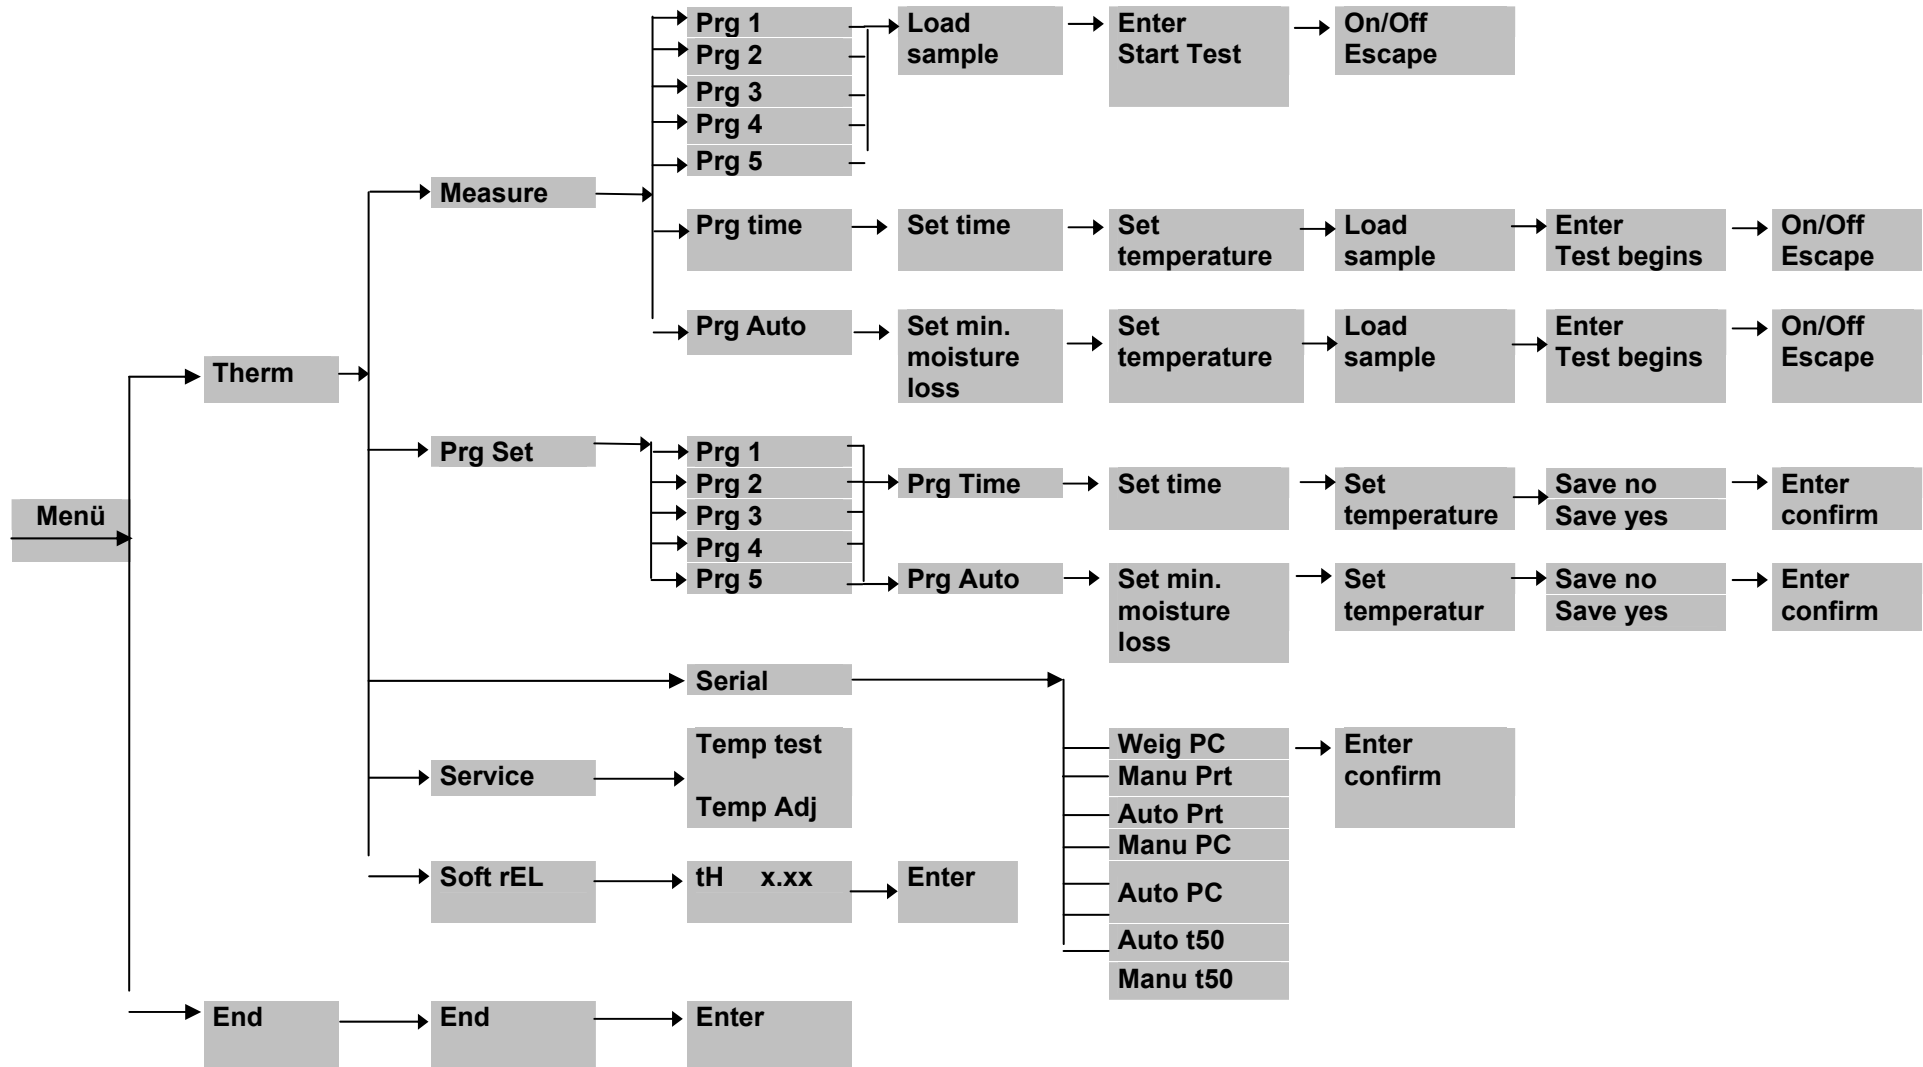 Prg 1
Prg 2
Prg 3
Prg 4
Prg 5
Load
sample
Enter
Start Test
On/Off
Escape
Measure
Prg time
Set time
Set
temperature
Load
sample
Enter
Test begins
On/Off
Escape
Prg Auto
Set min.
moisture
loss
Set
temperature
Load
sample
Enter
Test begins
On/Off
Escape
Therm
Prg Set
Prg 1
Prg 2
Prg 3
Prg 4
Prg 5
Prg Time
Set time
Set
temperature
Save no
Save yes
Enter
confirm
Menü
Prg Auto
Set min.
moisture
loss
Set
temperatur
Save no
Save yes
Enter
confirm
Serial
Weig PC
Manu Prt
Auto Prt
Manu PC
Auto PC
Auto t50
Manu t50
Enter
confirm
Service
Temp test
Temp Adj
Soft rEL
tH x.xx
Enter
End
End
Enter